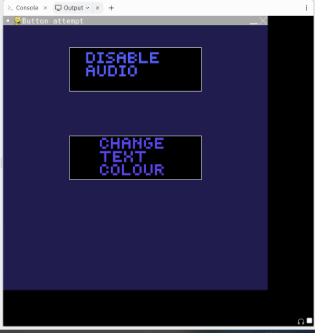 Console × Output ×  +
Button attempt
DISABLE
AUDIO
CHANGE
TEXT
COLOUR